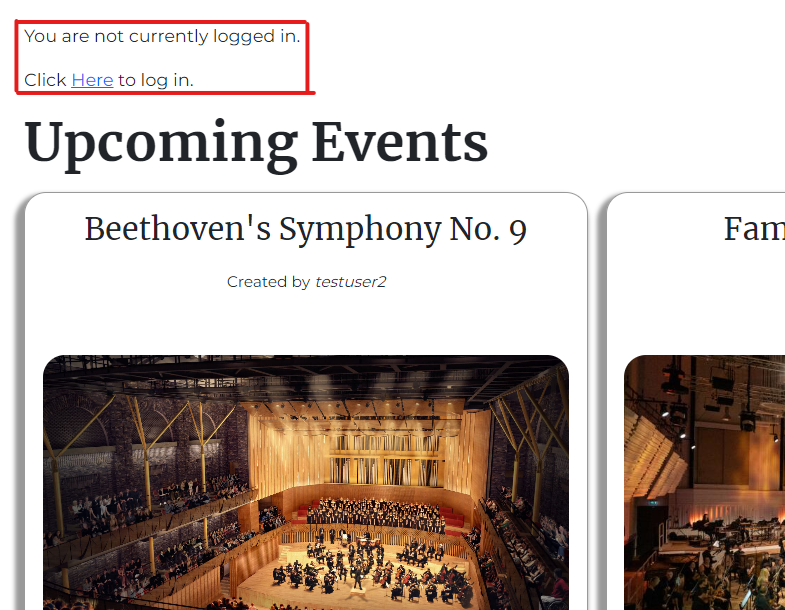 You are not currently logged in.
Click Here to log in.
Upcoming Events
Beethoven's Symphony No. 9
Created by testuser2
Fam